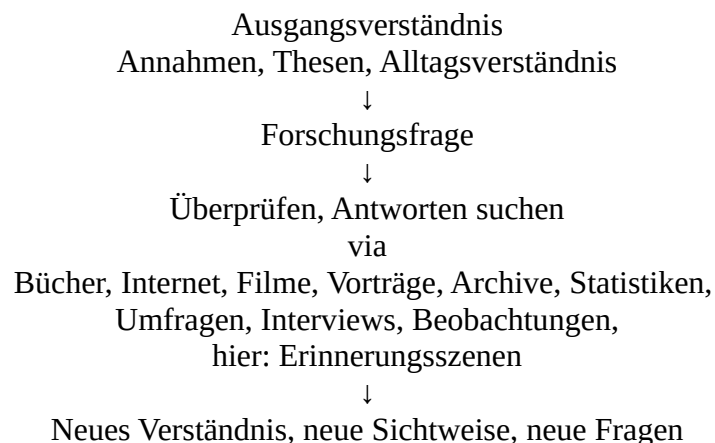 Ausgangsverständnis
Annahmen, Thesen, Alltagsverständnis
↓
Forschungsfrage
↓
Überprüfen, Antworten suchen
via
Bücher, Internet, Filme, Vorträge, Archive, Statistiken,
Umfragen, Interviews, Beobachtungen,
hier: Erinnerungsszenen
↓
Neues Verständnis, neue Sichtweise, neue Fragen